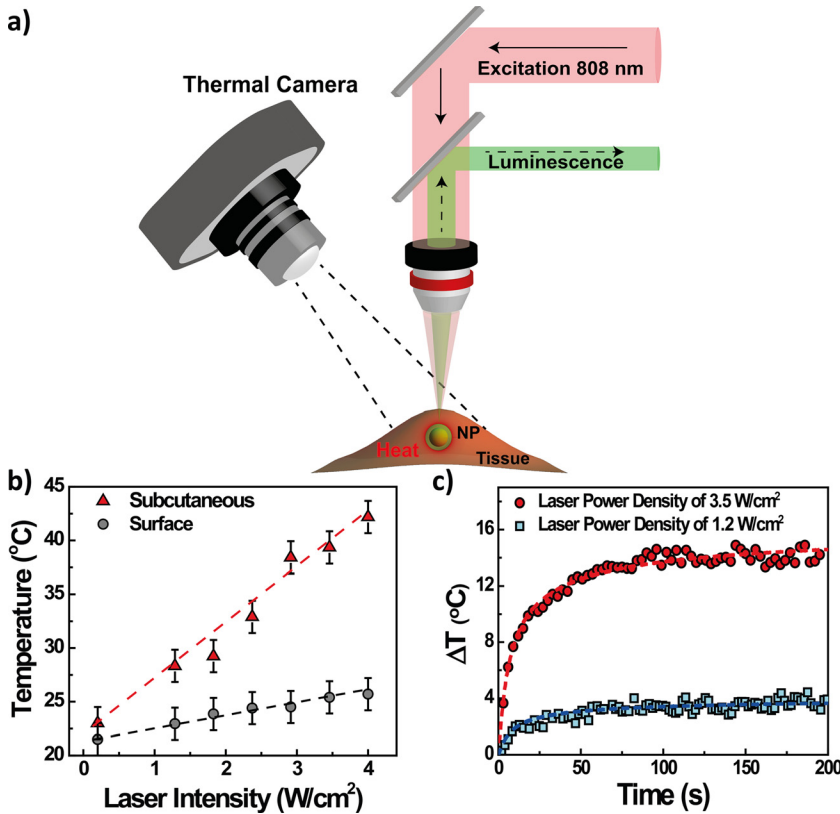 a)
Thermal Camera
Excitation 808 nm
Luminescence
NP
Heat
Tissue
b)
45
40
35
30
25
20
Temperature (°C)
Subcutaneous
Surface
0
1
2
3
4
Laser Intensity (W/cm²)
c)
16
12
8
4
0
ΔT (°C)
Laser Power Density of 3.5 W/cm²
Laser Power Density of 1.2 W/cm²
0
50
100
150
200
Time (s)